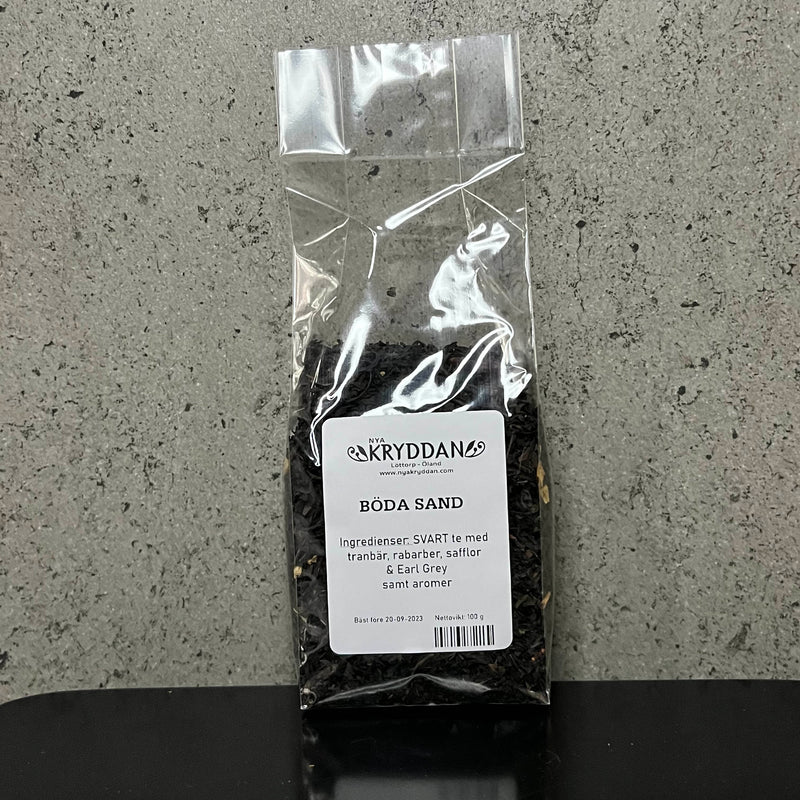 NYA
KRYDDAN
Löttorp - Öland
www.nyakryddan.com
BÖDA SAND
Ingredienser: SVART te med
tranbär, rabarber, safflor
& Earl Grey
samt aromer
Bäst före 20-09-2023 Nettovikt: 100 g